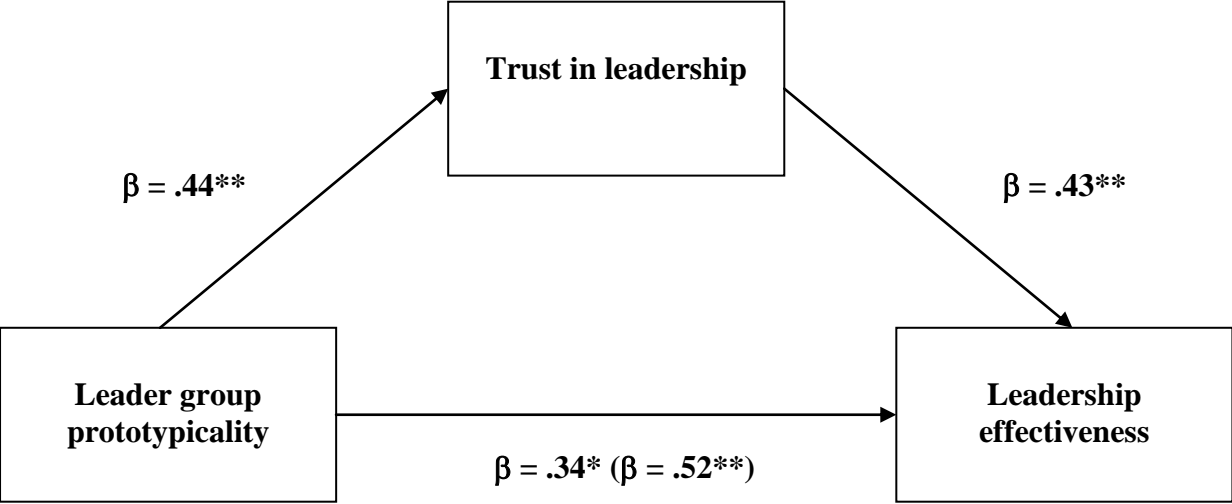 Trust in leadership
β = .44**
β = .43**
Leader group
prototypicality
Leadership
effectiveness
β = .34* (β = .52**)